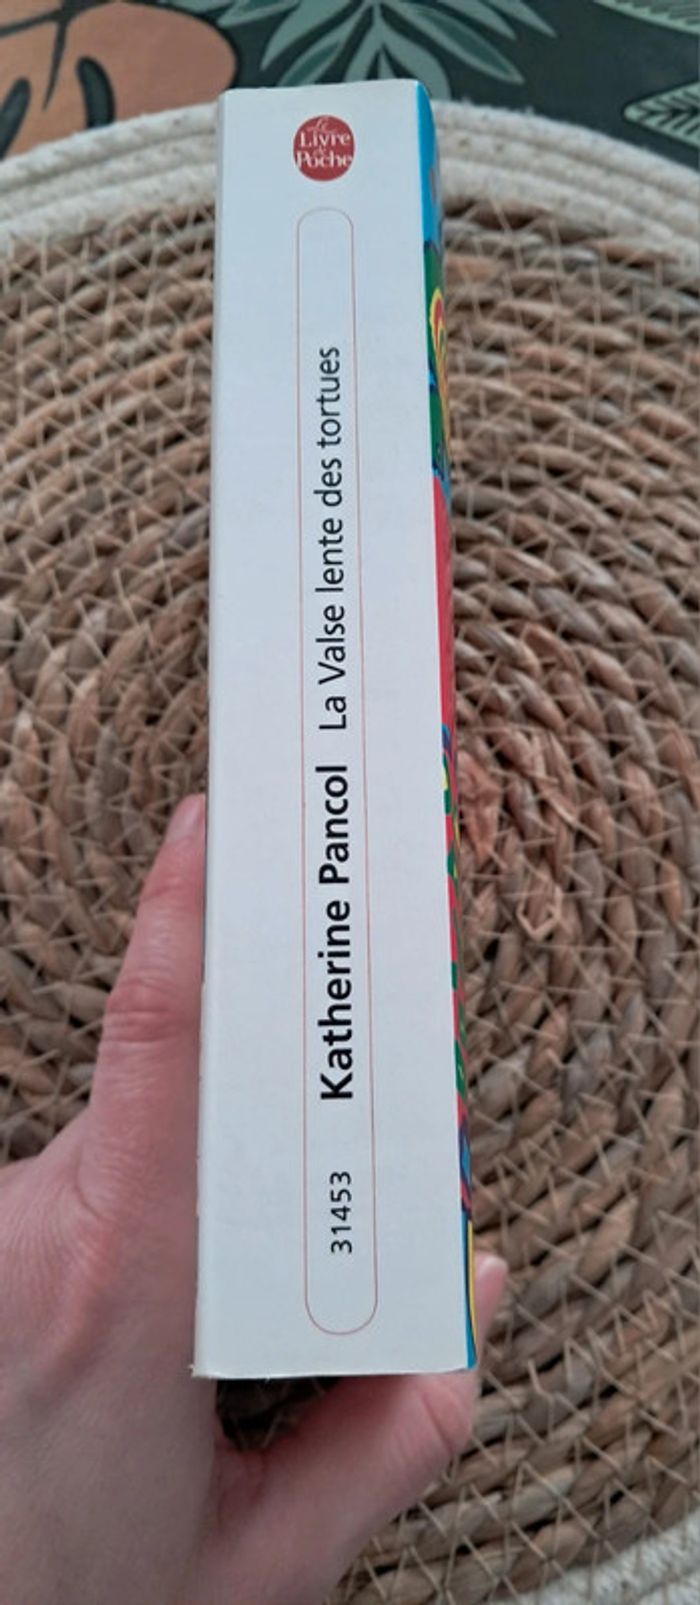 Le
Livre
de
Poche
31453 Katherine Pancol La Valse lente des tortues